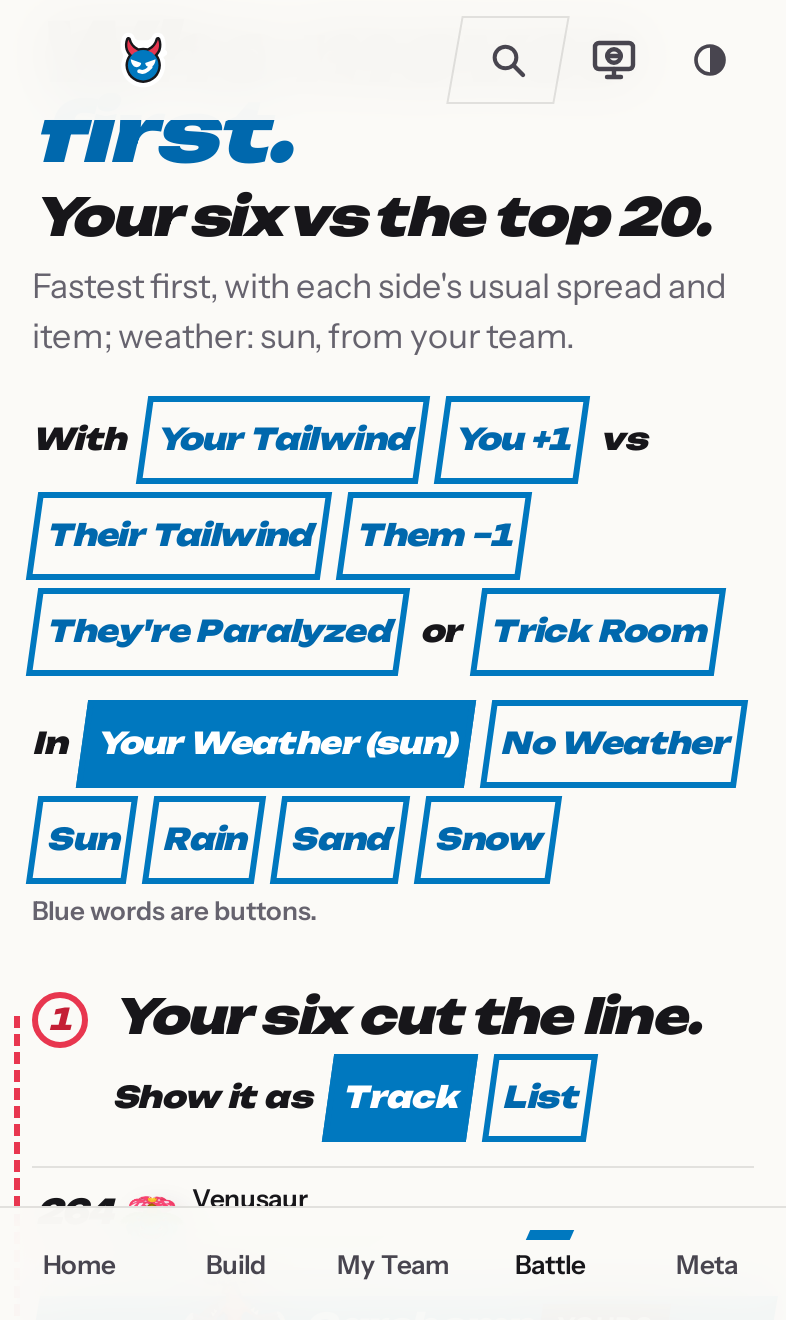 first.
Your six vs the top 20.
Fastest first, with each side's usual spread and
item; weather: sun, from your team.
With Your Tailwind You +1 vs
Their Tailwind Them −1
They're Paralyzed or Trick Room
In Your Weather (sun) No Weather
Sun Rain Sand Snow
Blue words are buttons.
1 Your six cut the line.
Show it as Track List
Venusaur
Home Build My Team Battle Meta